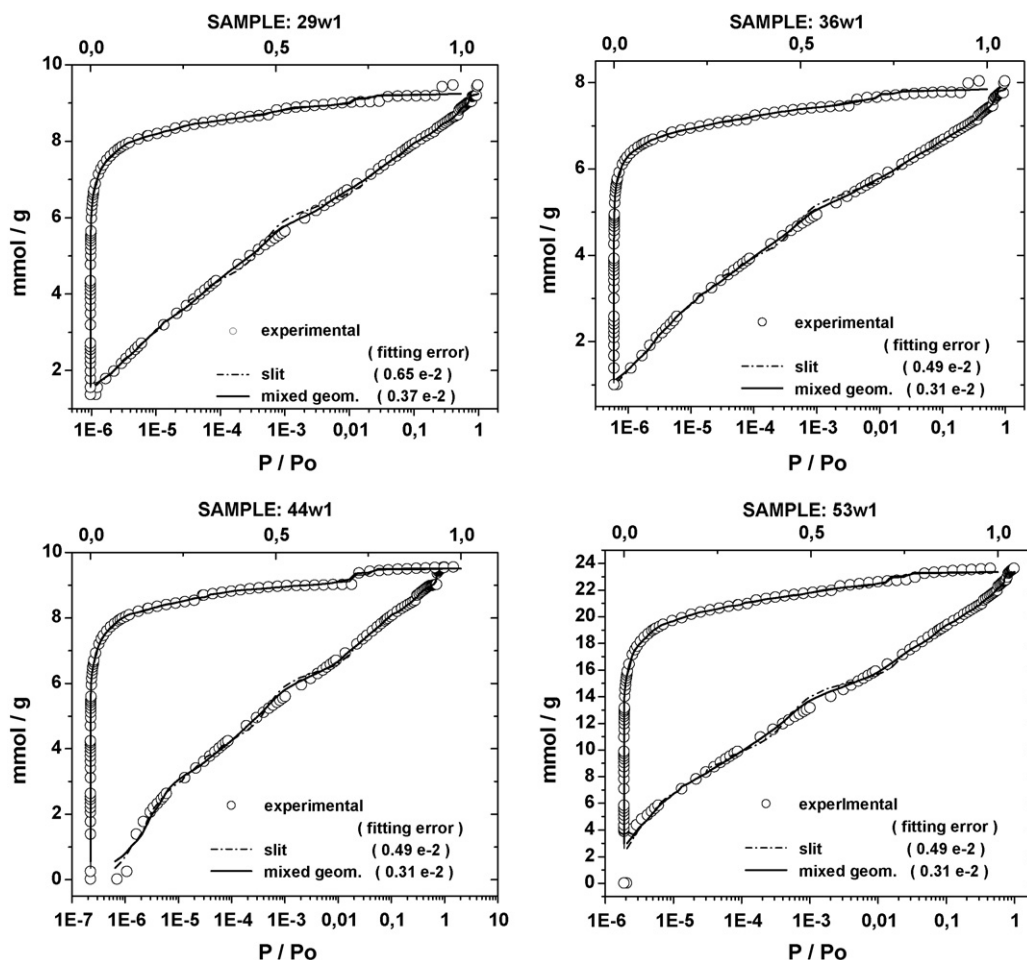 SAMPLE: 29w1
0,0 0,5 1,0
10
8
6
4
2
mmol / g
experimental
( fitting error)
slit ( 0.65 e-2 )
mixed geom. ( 0.37 e-2 )
1E-6 1E-5 1E-4 1E-3 0,01 0,1 1
P / Po
SAMPLE: 36w1
0,0 0,5 1,0
8
6
4
2
mmol / g
experimental
( fitting error )
slit ( 0.49 e-2 )
mixed geom. ( 0.31 e-2 )
1E-6 1E-5 1E-4 1E-3 0,01 0,1 1
P / Po
SAMPLE: 44w1
0,0 0,5 1,0
10
8
6
4
2
0
mmol / g
experimental
( fitting error )
slit ( 0.49 e-2 )
mixed geom. ( 0.31 e-2 )
1E-7 1E-6 1E-5 1E-4 1E-3 0,01 0,1 1 10
P / Po
SAMPLE: 53w1
0,0 0,5 1,0
24
22
20
18
16
14
12
10
8
6
4
2
0
mmol / g
experImental
( fitting error )
slit ( 0.49 e-2 )
mixed geom. ( 0.31 e-2 )
1E-6 1E-5 1E-4 1E-3 0,01 0,1 1
P / Po